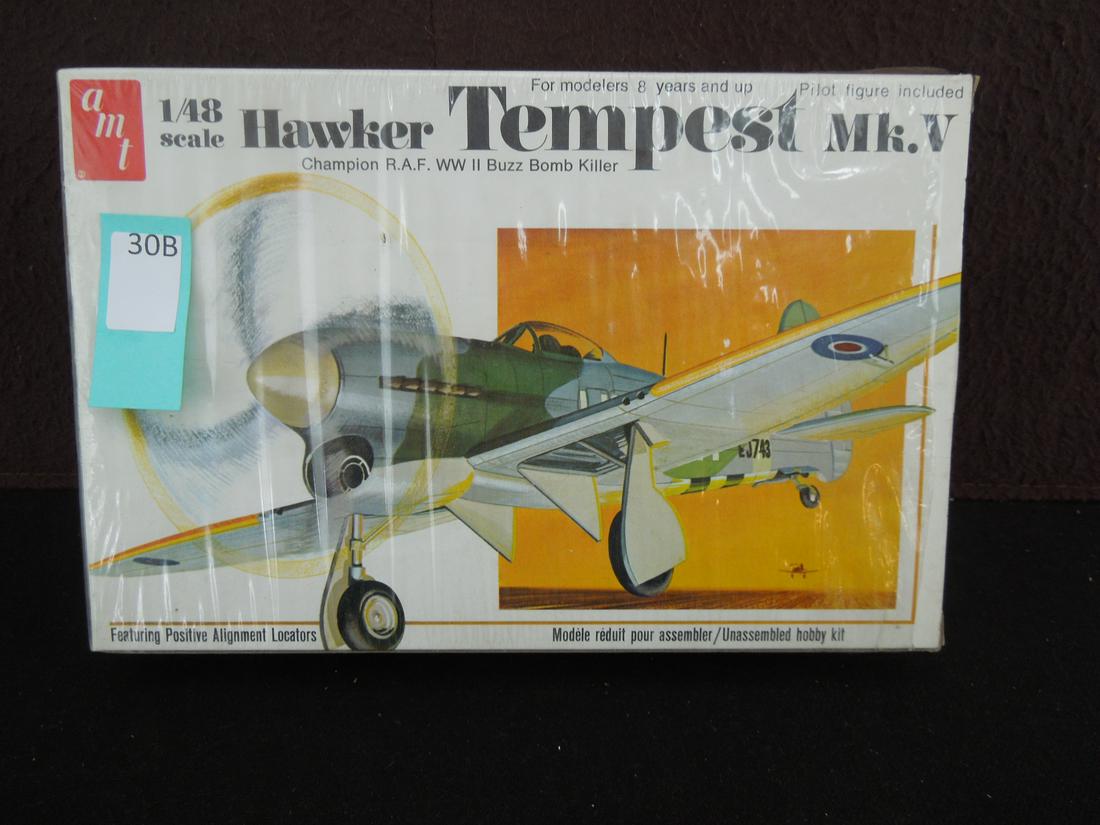 amt
For modelers 8 years and up
Pilot figure included
1/48 scale
Hawker Tempest Mk.V
Champion R.A.F. WW II Buzz Bomb Killer
30B
EJ743
Featuring Positive Alignment Locators
Modèle réduit pour assembler/Unassembled hobby kit